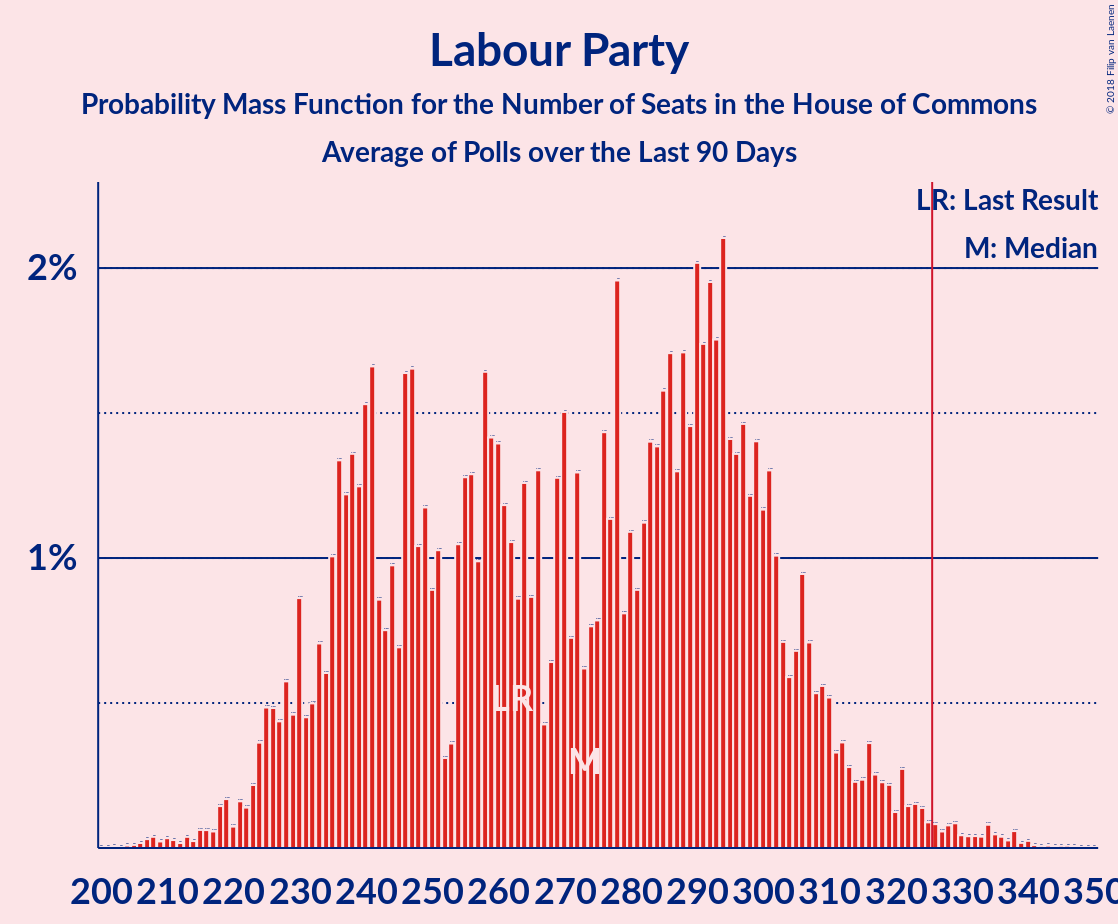 Labour Party
Probability Mass Function for the Number of Seats in the House of Commons
Average of Polls over the Last 90 Days
© 2018 Filip van Laenen
LR: Last Result
M: Median
2%
1%
LR
M
200 210 220 230 240 250 260 270 280 290 300 310 320 330 340 350